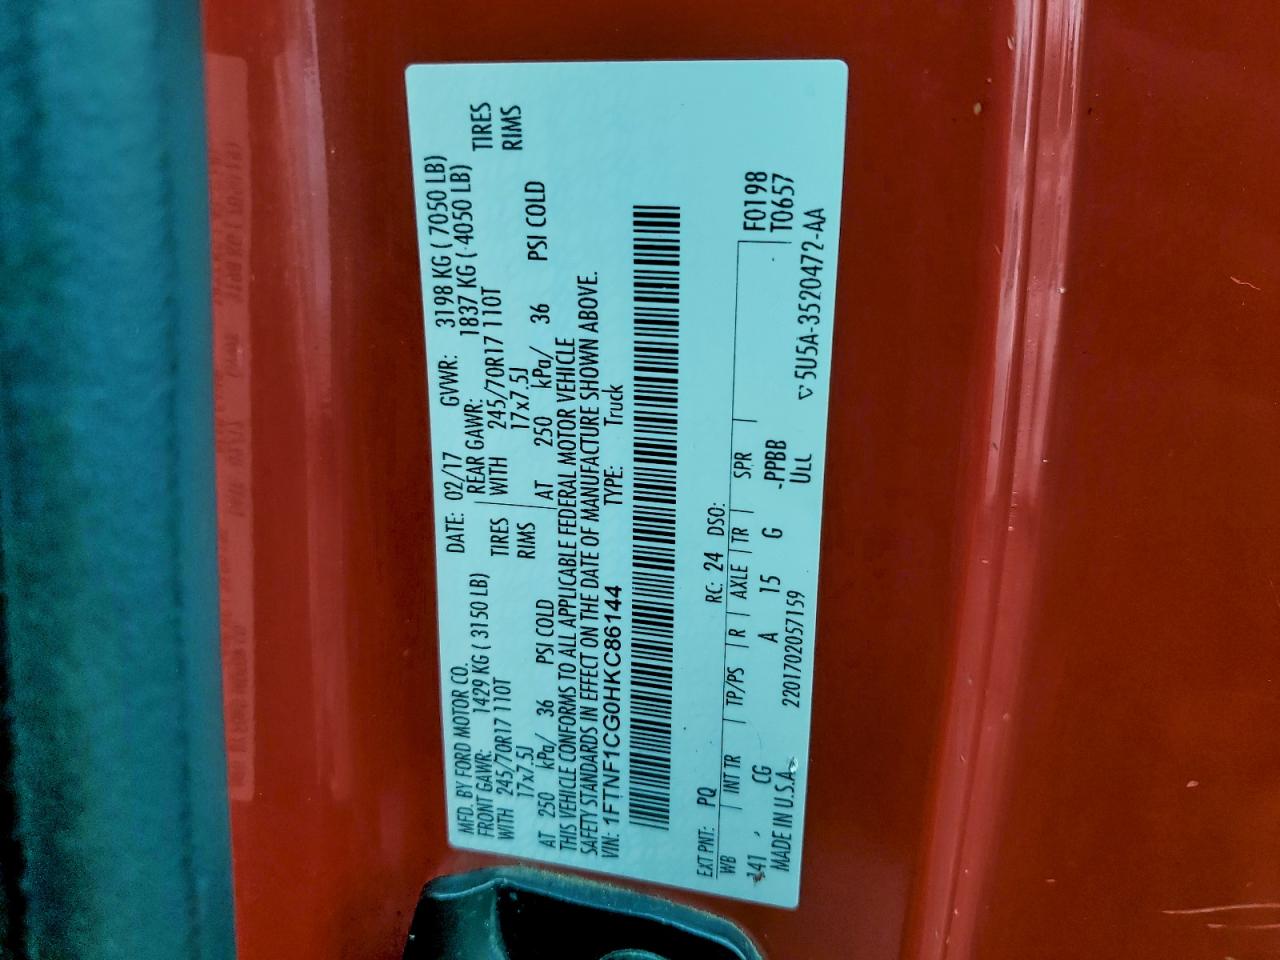 MFD. BY FORD MOTOR CO. DATE: 02/17 GVWR: 3198 KG ( 7050 LB)
FRONT GAWR: 1429 KG ( 3150 LB) REAR GAWR: 1837 KG ( 4050 LB)
WITH 245/70R17 110T TIRES WITH 245/70R17 110T TIRES
17x7.5J RIMS 17x7.5J RIMS
AT 250 kPa/ 36 PSI COLD AT 250 kPa/ 36 PSI COLD
THIS VEHICLE CONFORMS TO ALL APPLICABLE FEDERAL MOTOR VEHICLE
SAFETY STANDARDS IN EFFECT ON THE DATE OF MANUFACTURE SHOWN ABOVE.
VIN: 1FTNF1CG0HKC86144 TYPE: Truck
EXT PNT: PQ RC: 24 DSO:
WB INT TR TP/PS R AXLE TR SPR F0198
141 CG A 15 G -PPBB T0657
MADE IN U.S.A. 2201702057159 ULL
5U5A-3520472-AA